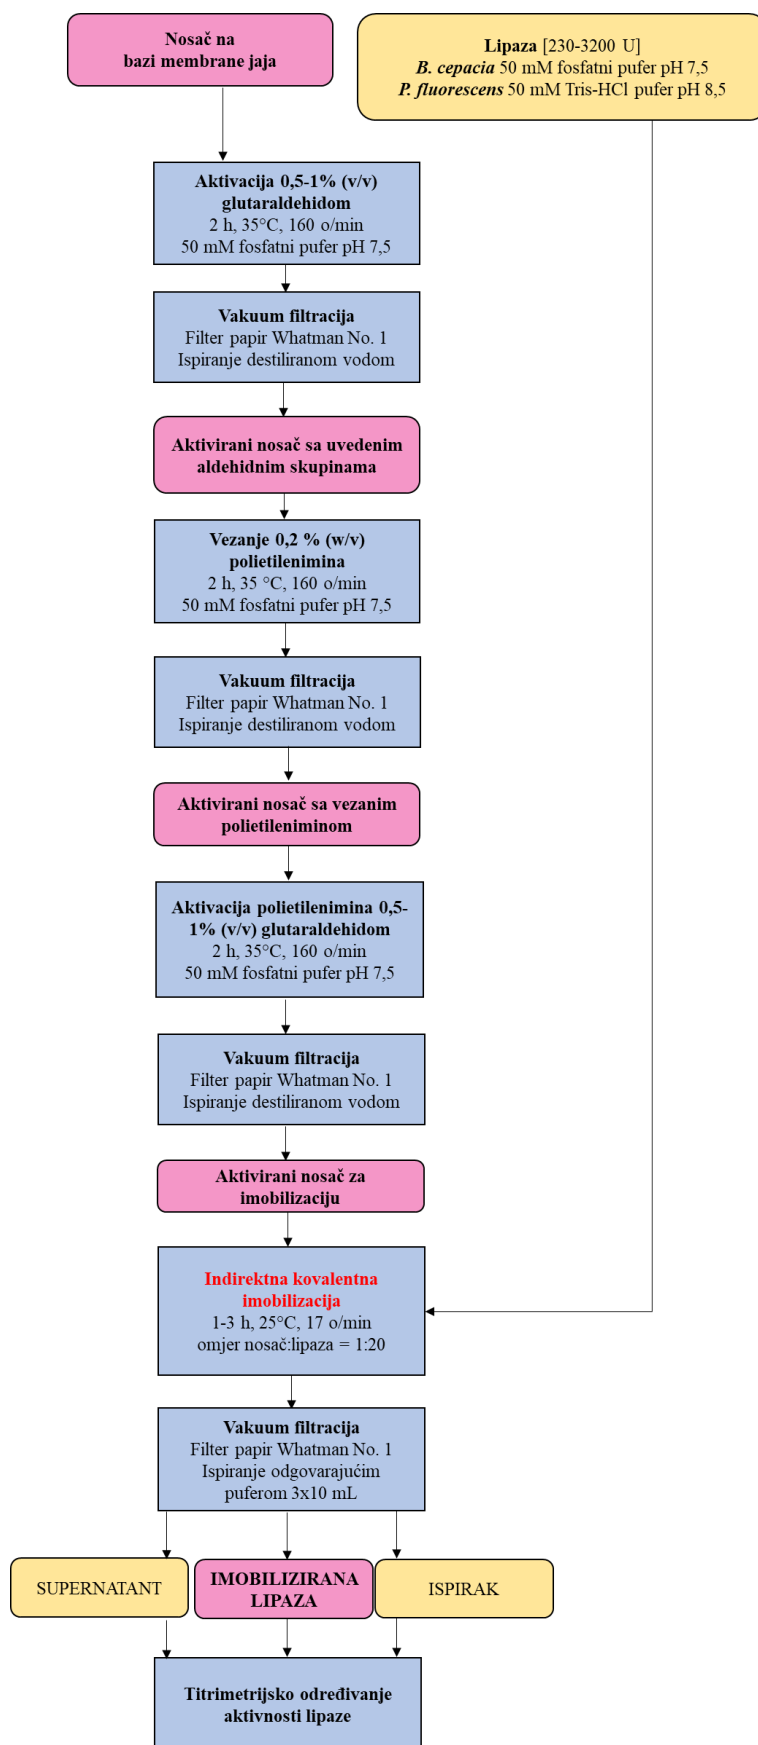 Nosač na
bazi membrane jaja
Lipaza [230-3200 U]
B. cepacia 50 mM fosfatni pufer pH 7,5
P. fluorescens 50 mM Tris-HCl pufer pH 8,5
Aktivacija 0,5-1% (v/v)
glutaraldehidom
2 h, 35°C, 160 o/min
50 mM fosfatni pufer pH 7,5
Vakuum filtracija
Filter papir Whatman No. 1
Ispiranje destiliranom vodom
Aktivirani nosač sa uvedenim
aldehidnim skupinama
Vezanje 0,2 % (w/v)
polietilenimina
2 h, 35 °C, 160 o/min
50 mM fosfatni pufer pH 7,5
Vakuum filtracija
Filter papir Whatman No. 1
Ispiranje destiliranom vodom
Aktivirani nosač sa vezanim
polietileniminom
Aktivacija polietilenimina 0,5-
1% (v/v) glutaraldehidom
2 h, 35°C, 160 o/min
50 mM fosfatni pufer pH 7,5
Vakuum filtracija
Filter papir Whatman No. 1
Ispiranje destiliranom vodom
Aktivirani nosač za
imobilizaciju
Indirektna kovalentna
imobilizacija
1-3 h, 25°C, 17 o/min
omjer nosač:lipaza = 1:20
Vakuum filtracija
Filter papir Whatman No. 1
Ispiranje odgovarajućim
puferom 3x10 mL
SUPERNATANT
IMOBILIZIRANA
LIPAZA
ISPIRAK
Titrimetrijsko određivanje
aktivnosti lipaze